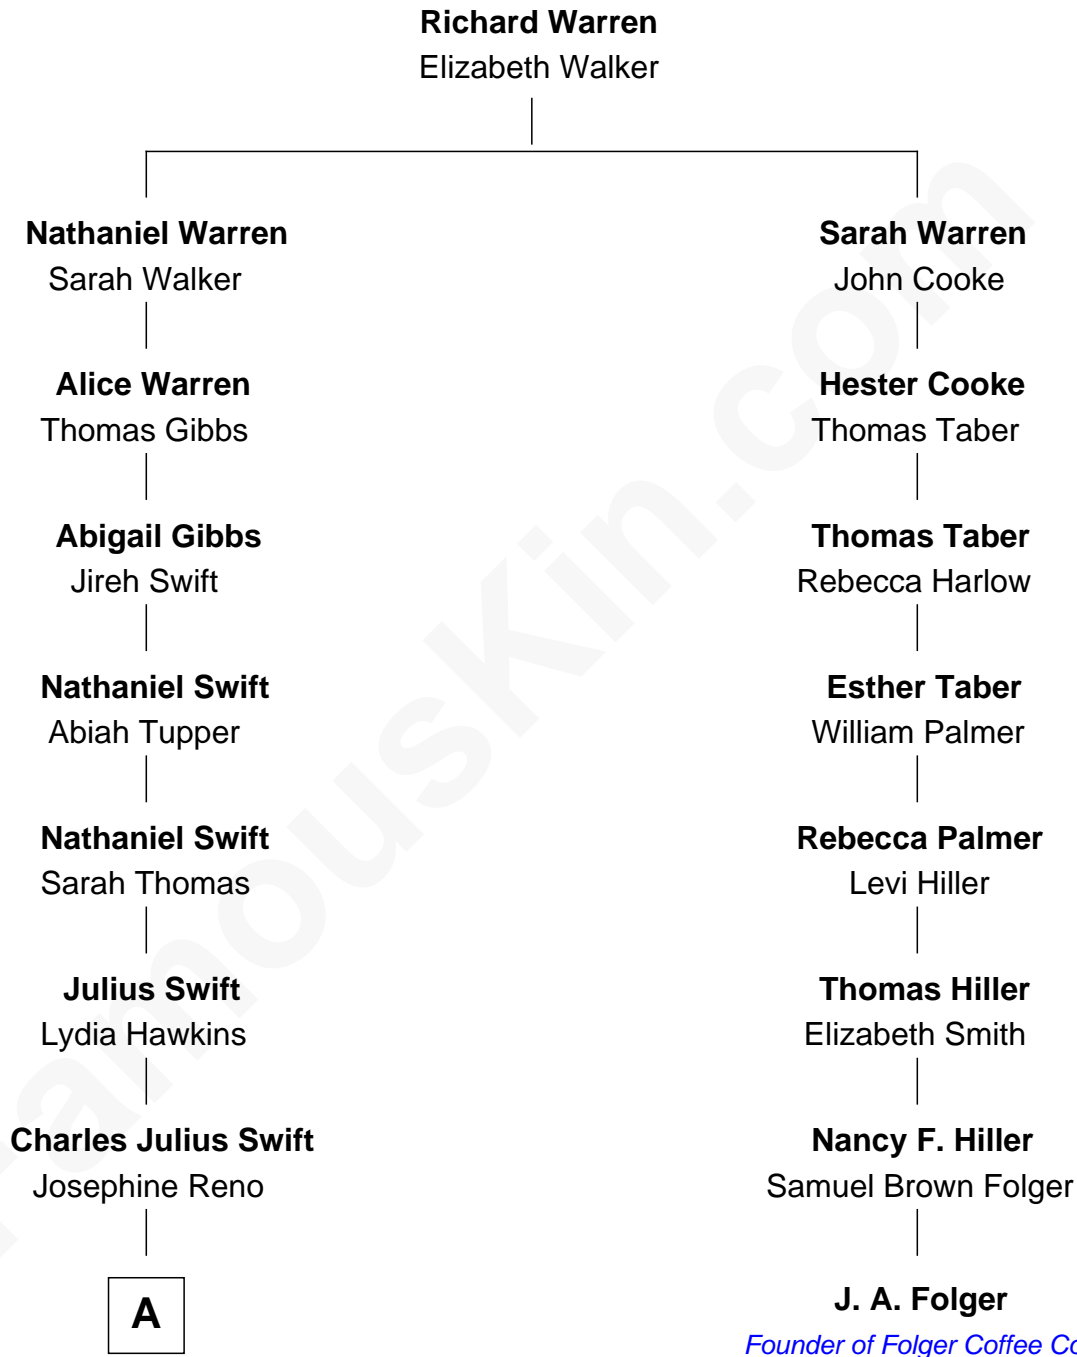 Richard Warren
Elizabeth Walker
Nathaniel Warren
Sarah Walker
Sarah Warren
John Cooke
Alice Warren
Thomas Gibbs
Hester Cooke
Thomas Taber
Abigail Gibbs
Jireh Swift
Thomas Taber
Rebecca Harlow
Nathaniel Swift
Abiah Tupper
Esther Taber
William Palmer
Nathaniel Swift
Sarah Thomas
Rebecca Palmer
Levi Hiller
Julius Swift
Lydia Hawkins
Thomas Hiller
Elizabeth Smith
Charles Julius Swift
Josephine Reno
Nancy F. Hiller
Samuel Brown Folger
A
J. A. Folger
Founder of Folger Coffee Co
FamousKin.com